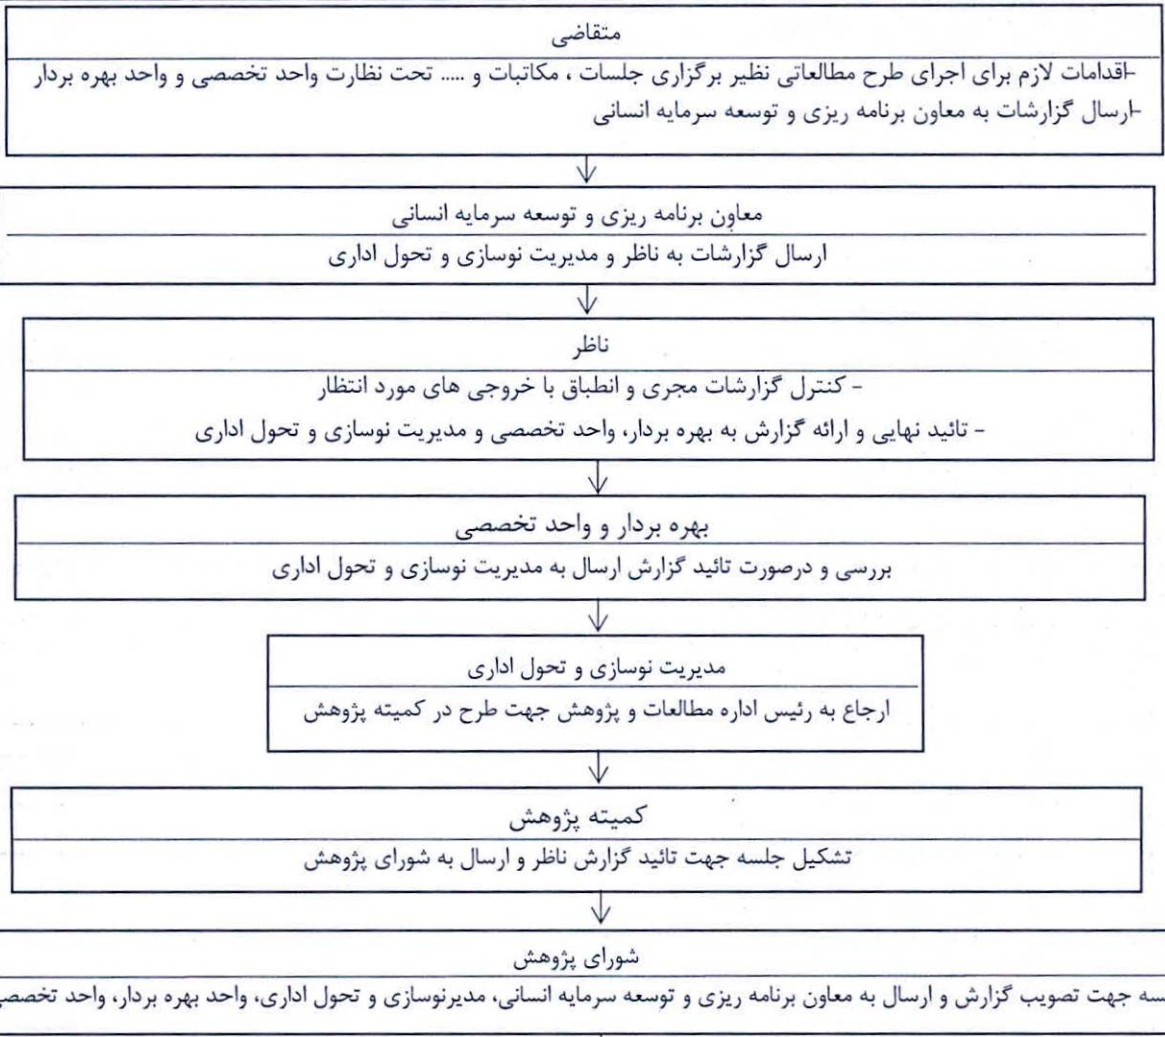 متقاضی
-اقدامات لازم برای اجرای طرح مطالعاتی نظیر برگزاری جلسات ، مکاتبات و ..... تحت نظارت واحد تخصصی و واحد بهره بردار
-ارسال گزارشات به معاون برنامه ریزی و توسعه سرمایه انسانی
معاون برنامه ریزی و توسعه سرمایه انسانی
ارسال گزارشات به ناظر و مدیریت نوسازی و تحول اداری
ناظر
- کنترل گزارشات مجری و انطباق با خروجی های مورد انتظار
- تائید نهایی و ارائه گزارش به بهره بردار، واحد تخصصی و مدیریت نوسازی و تحول اداری
بهره بردار و واحد تخصصی
بررسی و درصورت تائید گزارش ارسال به مدیریت نوسازی و تحول اداری
مدیریت نوسازی و تحول اداری
ارجاع به رئیس اداره مطالعات و پژوهش جهت طرح در کمیته پژوهش
کمیته پژوهش
تشکیل جلسه جهت تائید گزارش ناظر و ارسال به شورای پژوهش
شورای پژوهش
جهت تصویب گزارش و ارسال به معاون برنامه ریزی و توسعه سرمایه انسانی، مدیرنوسازی و تحول اداری، واحد بهره بردار، واحد تخصصی